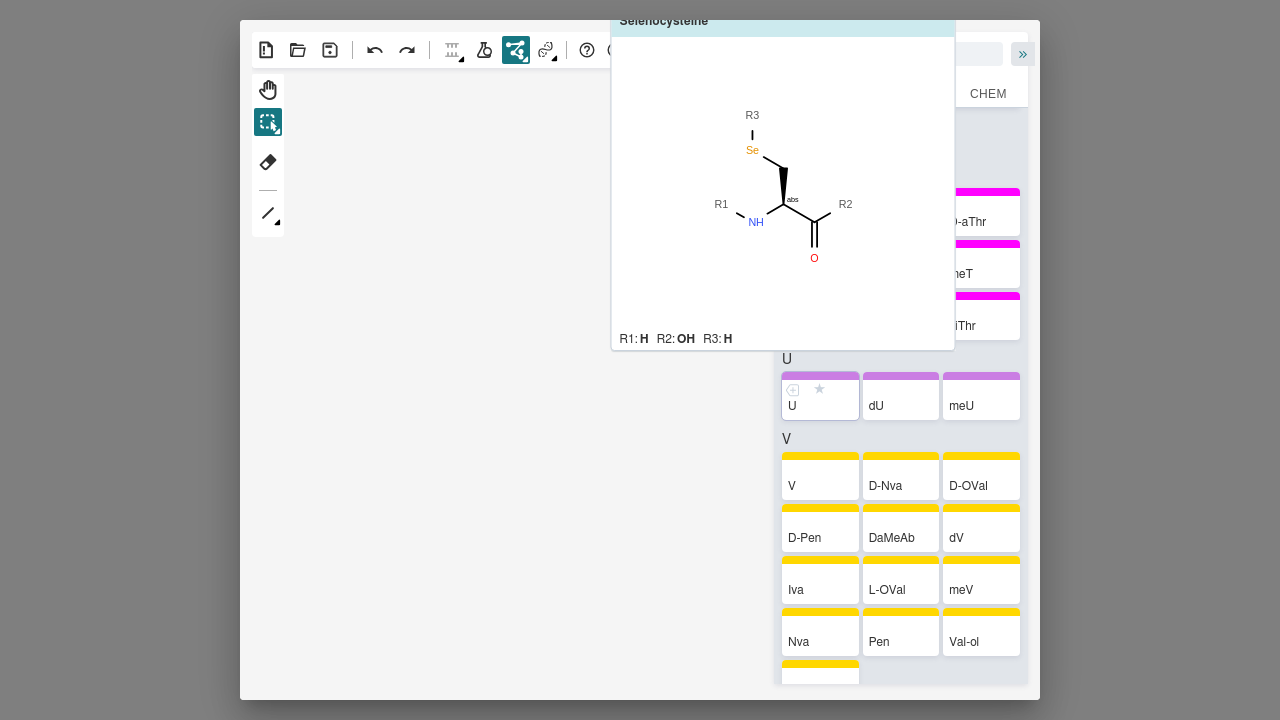 Selenocysteine
CHEM
R3
Se
abs
R1
R2
NH
O
-aThr
eT
iThr
R1: H R2: OH R3: H
U
U dU meU
V
V D-Nva D-OVal
D-Pen DaMeAb dV
Iva L-OVal meV
Nva Pen Val-ol